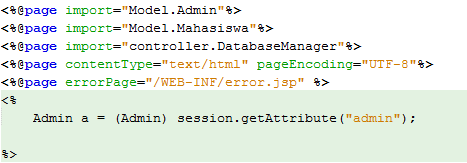 <%@page import="Model.Admin"%>
<%@page import="Model.Mahasiswa"%>
<%@page import="controller.DatabaseManager"%>
<%@page contentType="text/html" pageEncoding="UTF-8"%>
<%@page errorPage="/WEB-INF/error.jsp" %>
<%
    Admin a = (Admin) session.getAttribute("admin");
%>